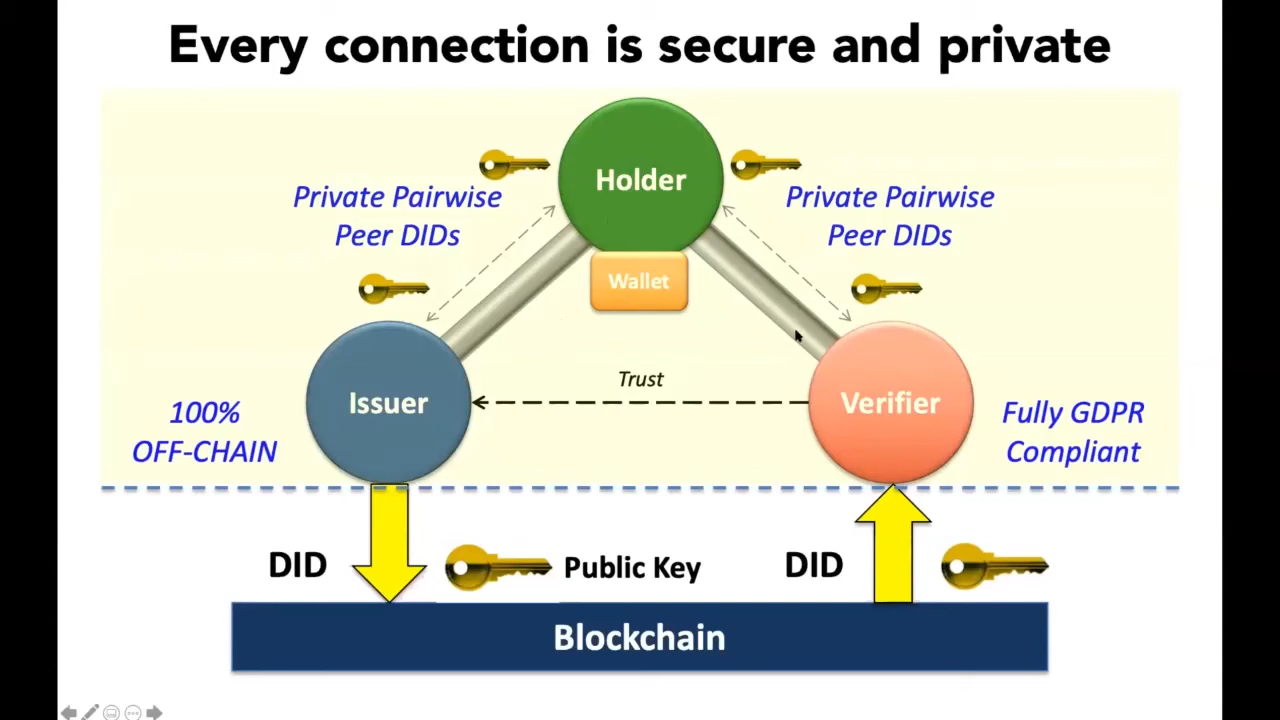 Every connection is secure and private
Holder
Private Pairwise
Peer DIDs
Private Pairwise
Peer DIDs
Wallet
Trust
Issuer
Verifier
100%
OFF-CHAIN
Fully GDPR
Compliant
DID
Public Key
DID
Blockchain